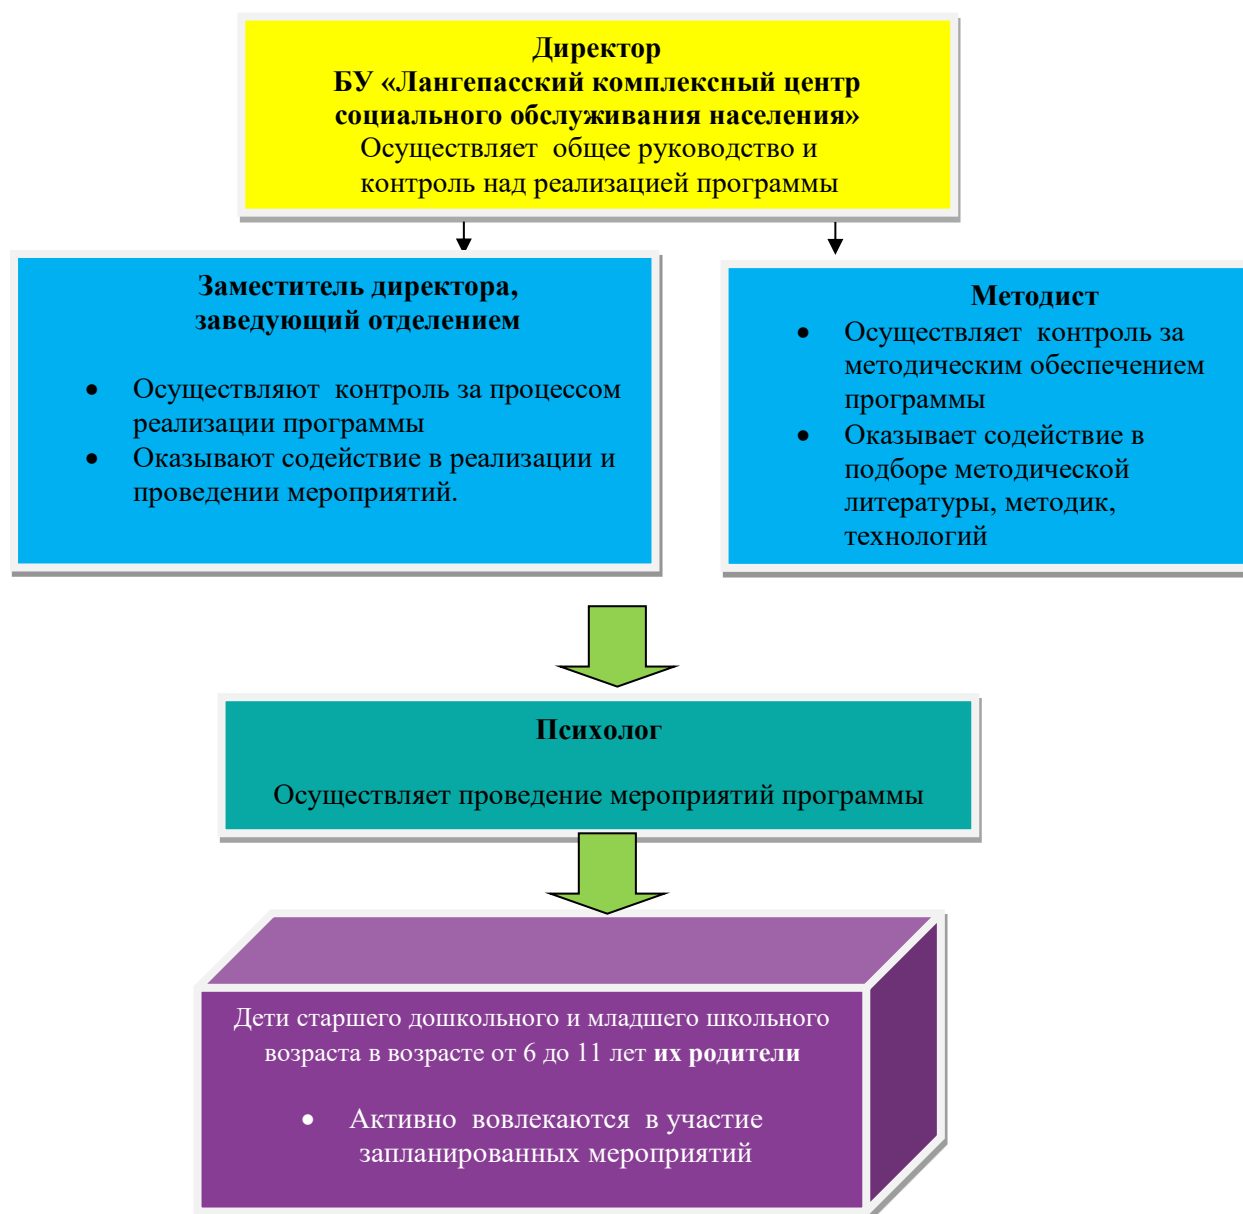 Директор
БУ «Лангепасский комплексный центр
социального обслуживания населения»
Осуществляет общее руководство и
контроль над реализацией программы
Заместитель директора,
заведующий отделением
• Осуществляют контроль за процессом
реализации программы
• Оказывают содействие в реализации и
проведении мероприятий.
Методист
• Осуществляет контроль за
методическим обеспечением
программы
• Оказывает содействие в
подборе методической
литературы, методик,
технологий
Психолог
Осуществляет проведение мероприятий программы
Дети старшего дошкольного и младшего школьного
возраста в возрасте от 6 до 11 лет их родители
• Активно вовлекаются в участие
запланированных мероприятий